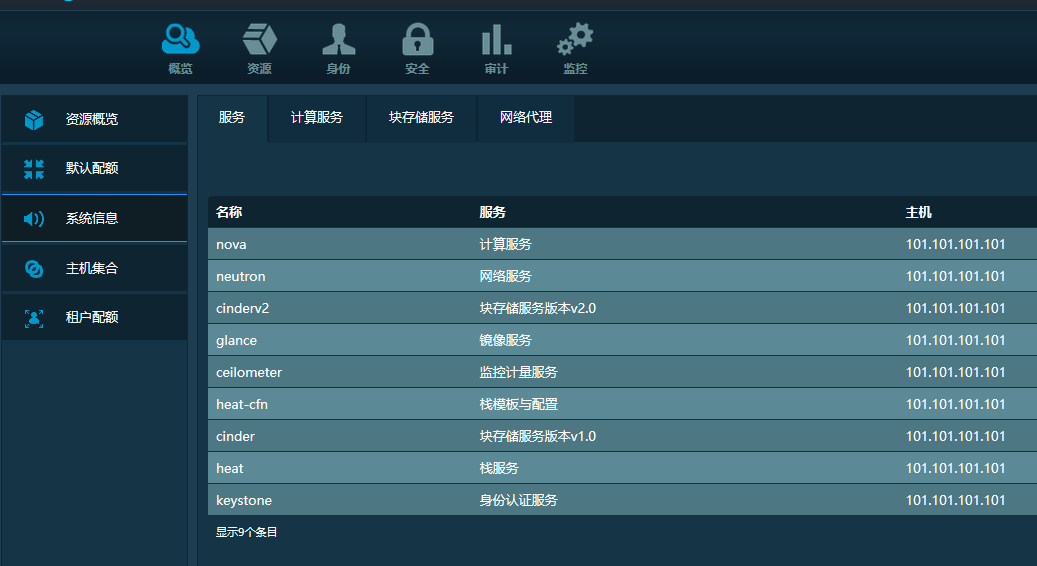 概览 资源 身份 安全 审计 监控
资源概览
默认配额
系统信息
主机集合
租户配额
服务 计算服务 块存储服务 网络代理
名称 服务 主机
nova 计算服务 101.101.101.101
neutron 网络服务 101.101.101.101
cinderv2 块存储服务版本v2.0 101.101.101.101
glance 镜像服务 101.101.101.101
ceilometer 监控计量服务 101.101.101.101
heat-cfn 栈模板与配置 101.101.101.101
cinder 块存储服务版本v1.0 101.101.101.101
heat 栈服务 101.101.101.101
keystone 身份认证服务 101.101.101.101
显示9个条目